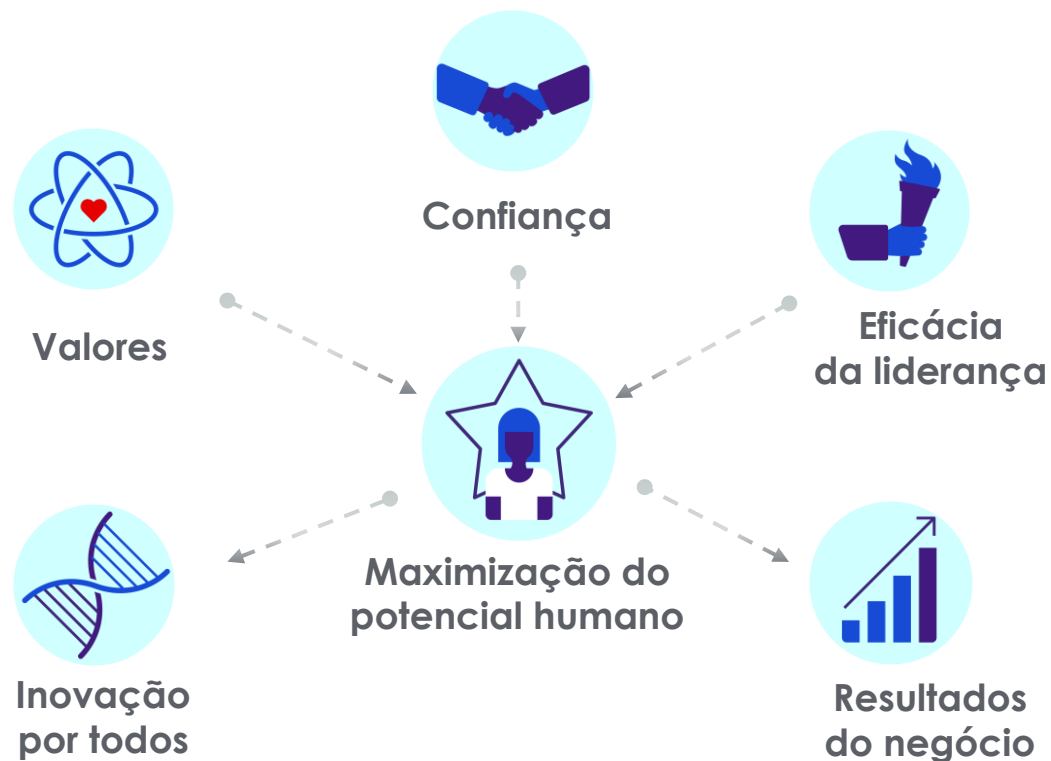 Confiança
Valores
Eficácia
da liderança
Maximização do
potencial humano
Inovação
por todos
Resultados
do negócio